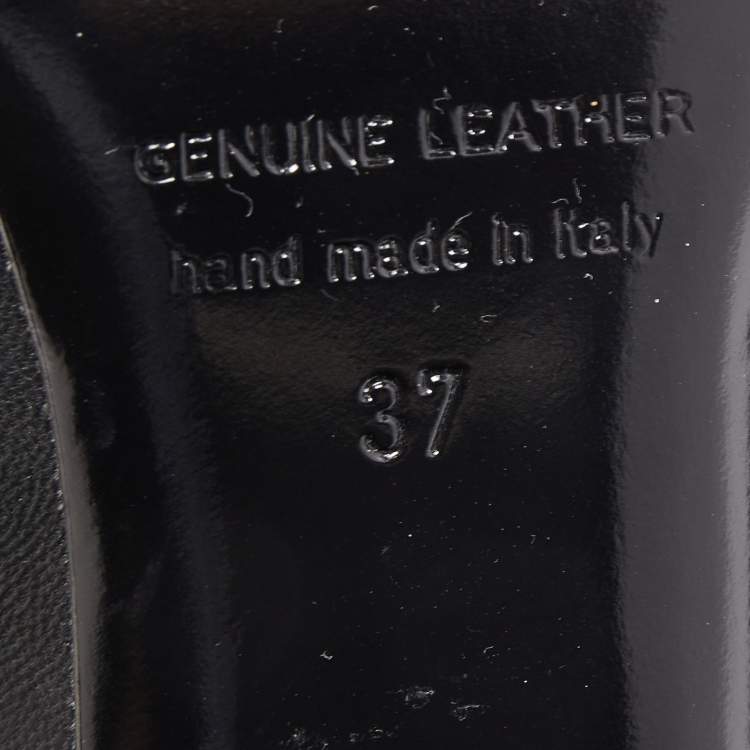 GENUINE LEATHER
hand made in Italy
37